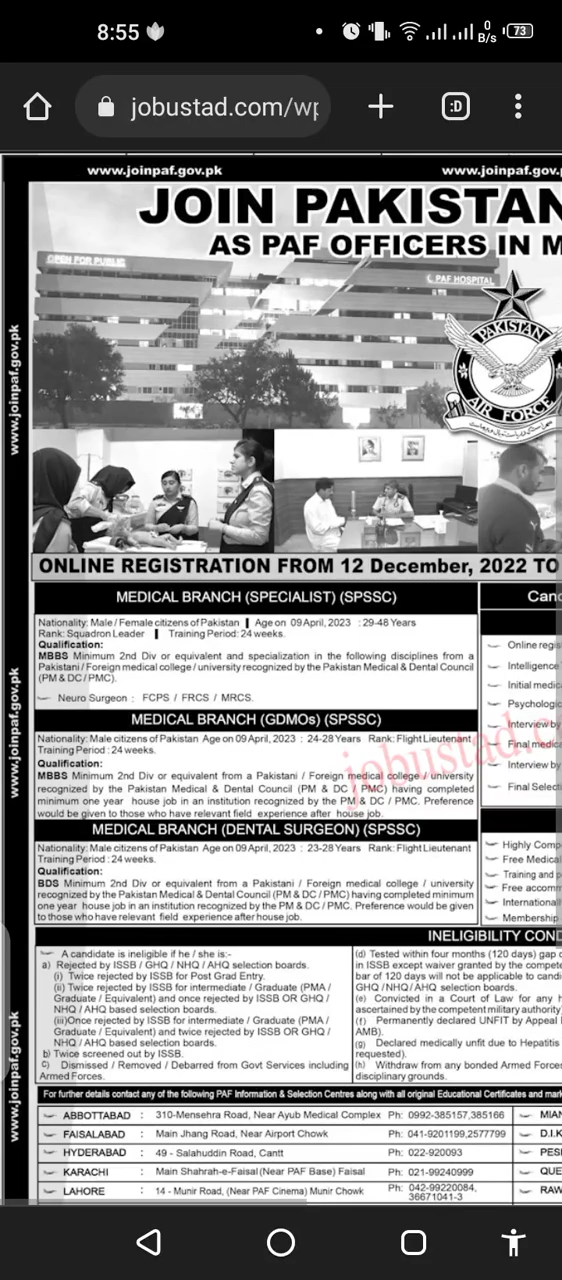 8:55
0
B/s
73
jobustad.com/wp
:D
www.joinpaf.gov.pk
www.joinpaf.gov.p
JOIN PAKISTAN
AS PAF OFFICERS IN M
OPEN FOR PUBLIC
PAF HOSPITAL
PAKISTAN
AIR FORCE
www.joinpaf.gov.pk
www.joinpaf.gov.pk
www.joinpaf.gov.pk
ONLINE REGISTRATION FROM 12 December, 2022 TO
MEDICAL BRANCH (SPECIALIST) (SPSSC)
Nationality: Male / Female citizens of Pakistan | Age on 09 April, 2023 : 29-48 Years
Rank: Squadron Leader | Training Period: 24 weeks.
Qualification:
MBBS Minimum 2nd Div or equivalent and specialization in the following disciplines from a
Pakistani / Foreign medical college / university recognized by the Pakistan Medical & Dental Council
(PM & DC / PMC).
Neuro Surgeon : FCPS / FRCS / MRCS.
MEDICAL BRANCH (GDMOs) (SPSSC)
Nationality: Male citizens of Pakistan Age on 09 April, 2023 : 24-28 Years Rank: Flight Lieutenant
Training Period : 24 weeks.
Qualification:
MBBS Minimum 2nd Div or equivalent from a Pakistani / Foreign medical college / university
recognized by the Pakistan Medical & Dental Council (PM & DC / PMC) having completed
minimum one year house job in an institution recognized by the PM & DC / PMC. Preference
would be given to those who have relevant field experience after house job.
MEDICAL BRANCH (DENTAL SURGEON) (SPSSC)
Nationality: Male citizens of Pakistan Age on 09 April, 2023 : 23-28 Years Rank: Flight Lieutenant
Training Period : 24 weeks.
Qualification:
BDS Minimum 2nd Div or equivalent from a Pakistani / Foreign medical college / university
recognized by the Pakistan Medical & Dental Council (PM & DC / PMC) having completed minimum
one year house job in an institution recognized by the PM & DC / PMC. Preference would be given
to those who have relevant field experience after house job.
Cand
Online regis
Intelligence
Initial medic
Psychologic
Interview by
Final medica
Interview by
Final Select
jobustad.c
Highly Comp
Free Medical
Training and p
Free accomm
International
Membership
INELIGIBILITY CON
A candidate is ineligible if he / she is:-
a) Rejected by ISSB / GHQ / NHQ / AHQ selection boards.
(i) Twice rejected by ISSB for Post Grad Entry.
(ii) Twice rejected by ISSB for intermediate / Graduate (PMA /
Graduate / Equivalent) and once rejected by ISSB OR GHQ /
NHQ / AHQ based selection boards.
(iii)Once rejected by ISSB for intermediate / Graduate (PMA /
Graduate / Equivalent) and twice rejected by ISSB OR GHQ /
NHQ / AHQ based selection boards.
b) Twice screened out by ISSB.
c) Dismissed / Removed / Debarred from Govt Services including
Armed Forces.
(d) Tested within four months (120 days) gap
in ISSB except waiver granted by the compete
bar of 120 days will not be applicable to candi
GHQ / NHQ / AHQ selection boards.
(e) Convicted in a Court of Law for any
ascertained by the competent military authority)
(f) Permanently declared UNFIT by Appeal
AMB).
(g) Declared medically unfit due to Hepatitis
requested).
(h) Withdraw from any bonded Armed Forces
disciplinary grounds.
For further details contact any of the following PAF Information & Selection Centres along with all original Educational Certificates and mark
ABBOTTABAD : 310-Mensehra Road, Near Ayub Medical Complex Ph: 0992-385157,385166
FAISALABAD : Main Jhang Road, Near Airport Chowk Ph: 041-9201199,2577799
HYDERABAD : 49 - Salahuddin Road, Cantt Ph: 022-920093
KARACHI : Main Shahrah-e-Faisal (Near PAF Base) Faisal Ph: 021-99240999
LAHORE : 14 - Munir Road, (Near PAF Cinema) Munir Chowk Ph: 042-99220084,
36671041-3
MIAN
D.I.K
PESH
QUE
RAW